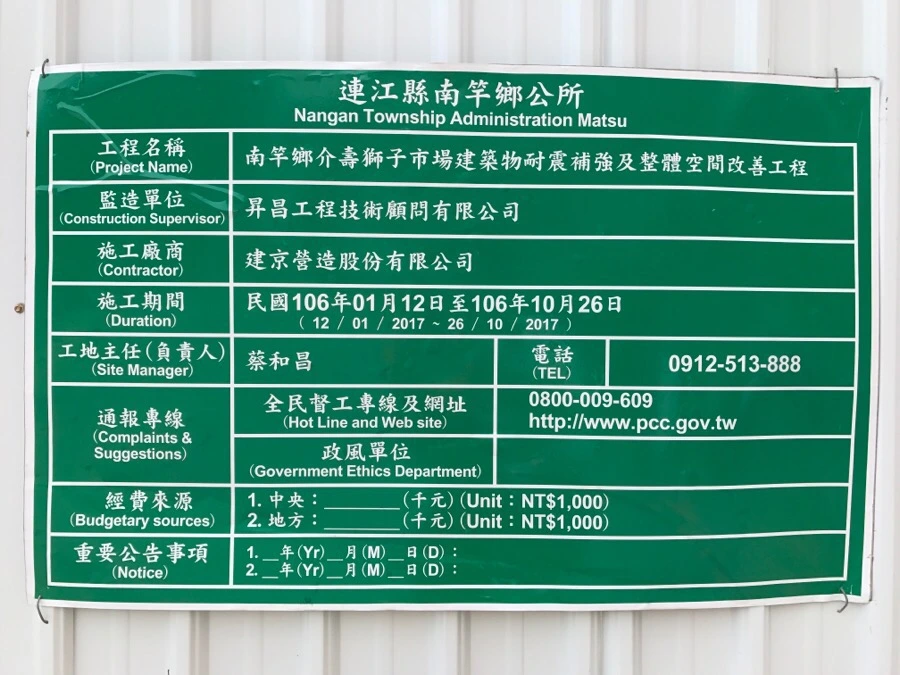 連江縣南竿鄉公所
Nangan Township Administration Matsu
工程名稱
(Project Name)
南竿鄉介壽獅子市場建築物耐震補強及整體空間改善工程
監造單位
(Construction Supervisor)
昇昌工程技術顧問有限公司
施工廠商
(Contractor)
建京營造股份有限公司
施工期間
(Duration)
民國106年01月12日至106年10月26日
( 12 / 01 / 2017 ~ 26 / 10 / 2017 )
工地主任(負責人)
(Site Manager)
蔡和昌
電話
(TEL)
0912-513-888
通報專線
(Complaints &
Suggestions)
全民督工專線及網址
(Hot Line and Web site)
0800-009-609
http://www.pcc.gov.tw
政風單位
(Government Ethics Department)
經費來源
(Budgetary sources)
1. 中央：______(千元)(Unit：NT$1,000)
2. 地方：______(千元)(Unit：NT$1,000)
重要公告事項
(Notice)
1. __年(Yr)__月(M)__日(D)：
2. __年(Yr)__月(M)__日(D)：